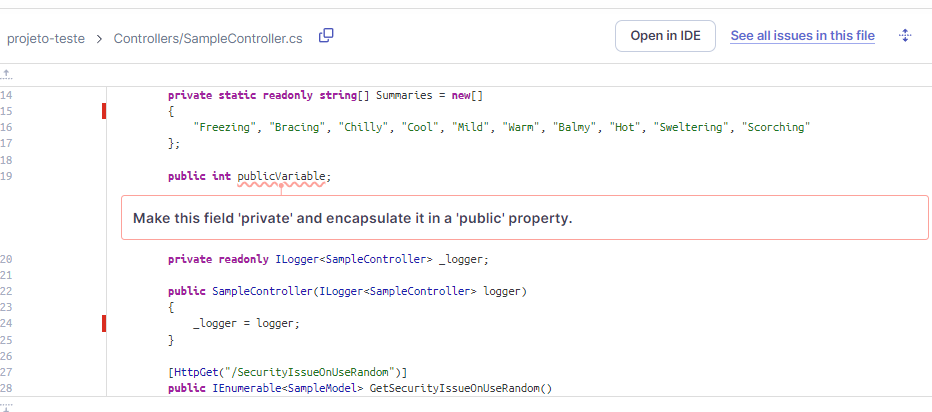 projeto-teste > Controllers/SampleController.cs Open in IDE See all issues in this file
14 private static readonly string[] Summaries = new[]
15 {
16 "Freezing", "Bracing", "Chilly", "Cool", "Mild", "Warm", "Balmy", "Hot", "Sweltering", "Scorching"
17 };
18
19 public int publicVariable;
Make this field 'private' and encapsulate it in a 'public' property.
20 private readonly ILogger<SampleController> _logger;
21
22 public SampleController(ILogger<SampleController> logger)
23 {
24 _logger = logger;
25 }
26
27 [HttpGet("/SecurityIssueOnUseRandom")]
28 public IEnumerable<SampleModel> GetSecurityIssueOnUseRandom()